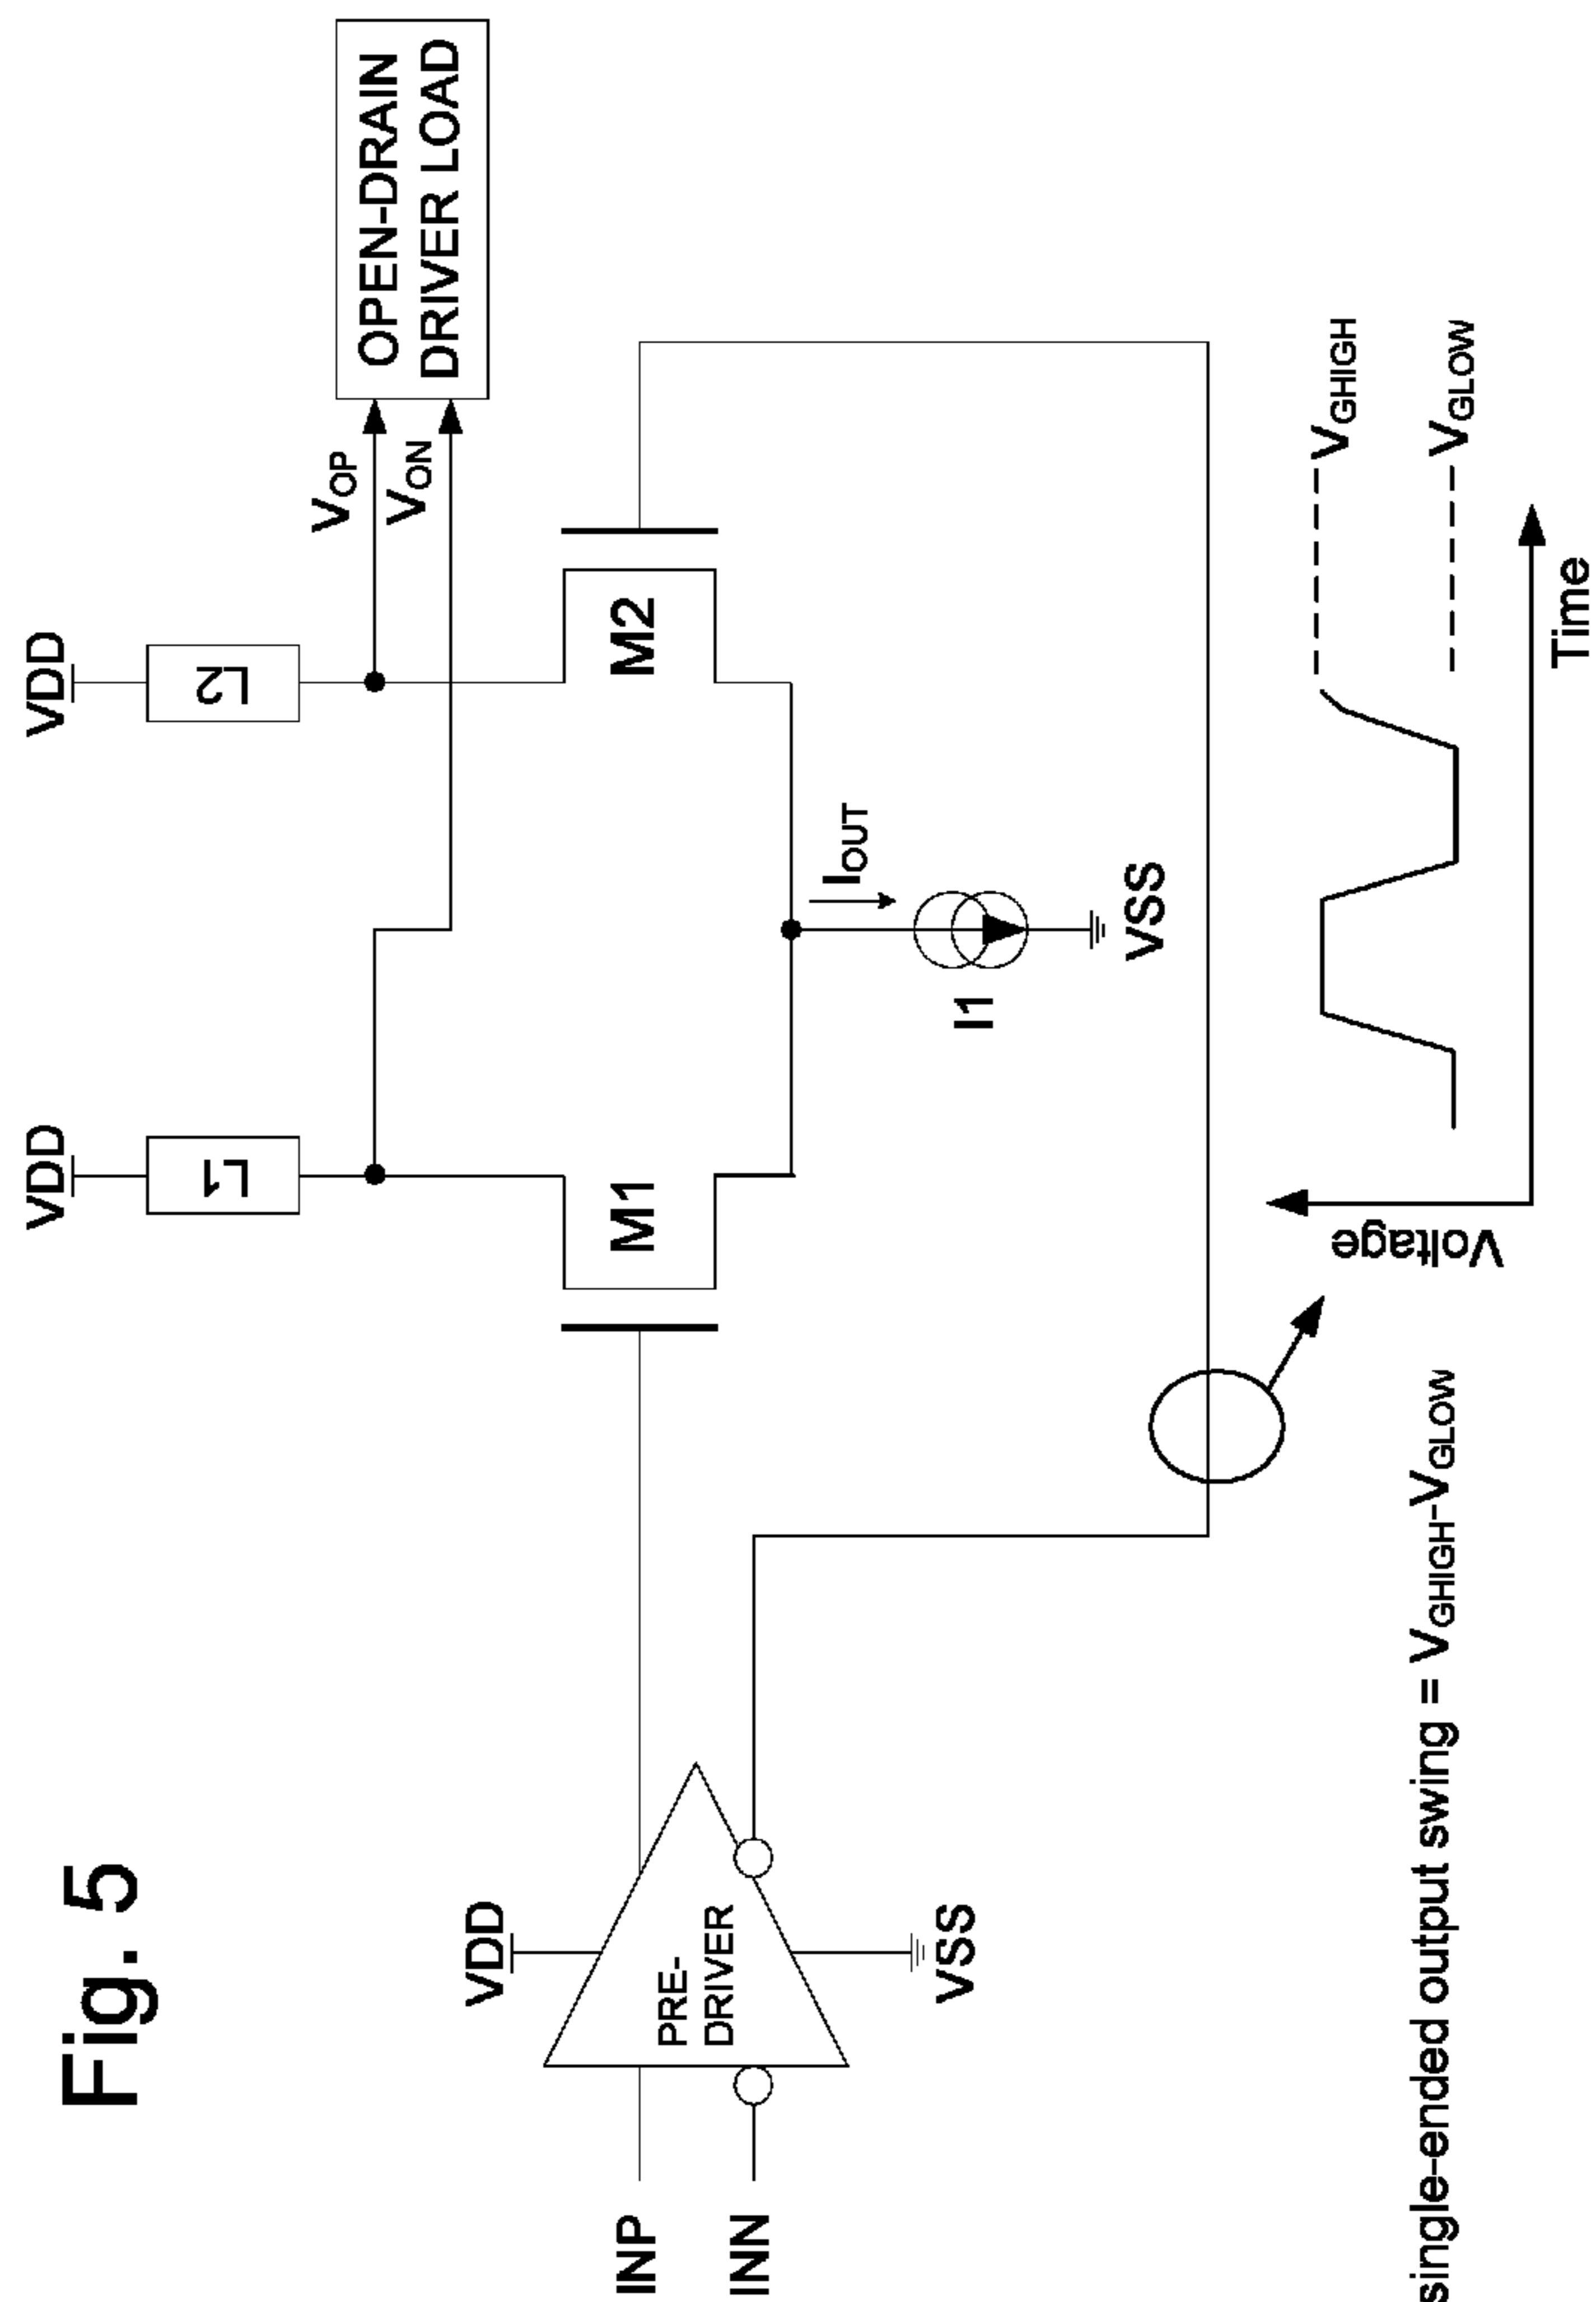 Fig. 5
VDD
VDD
L1
L2
OPEN-DRAIN
DRIVER LOAD
VOP
VON
M1
M2
IOUT
I1
VSS
VDD
PRE-
DRIVER
VSS
INP
INN
single-ended output swing = VGHIGH-VGLOW
Voltage
Time
VGHIGH
VGLOW